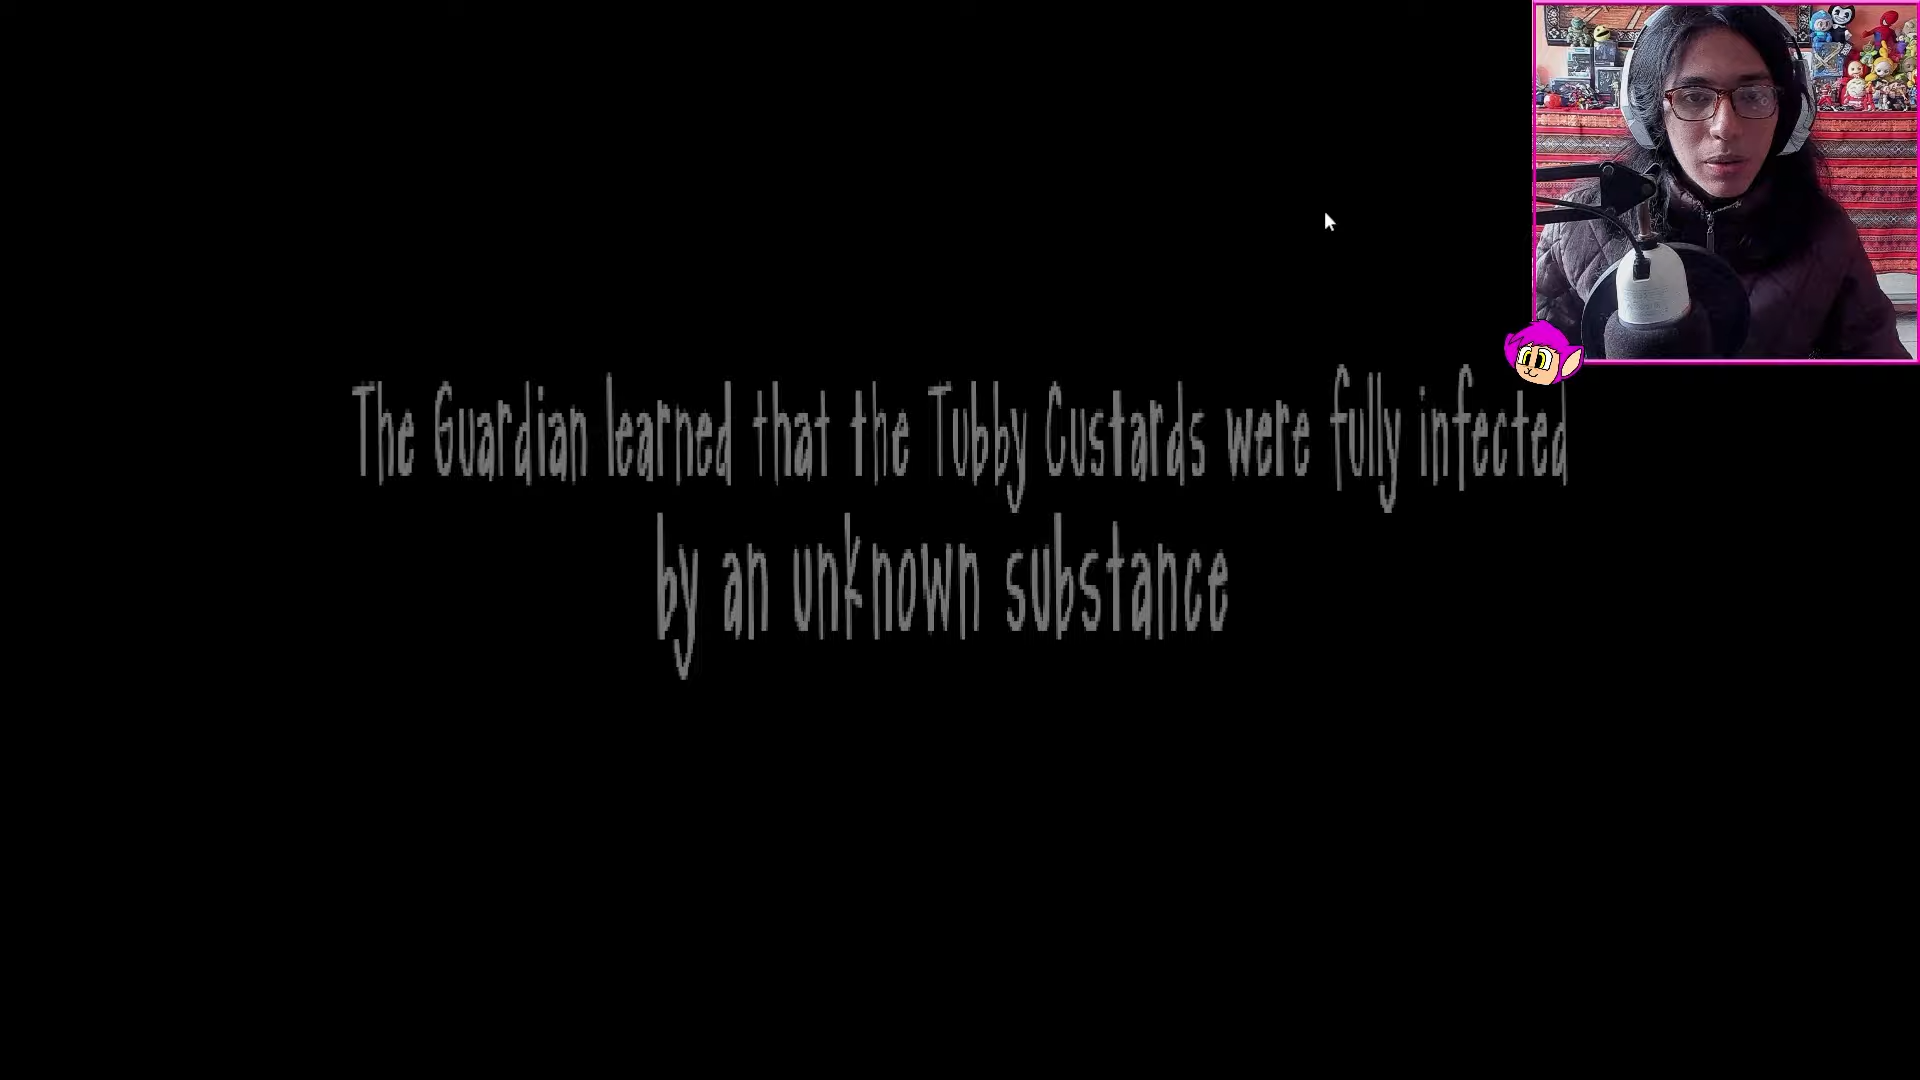 The Guardian learned that the Tubby Custards were fully infected
by an unknown substance